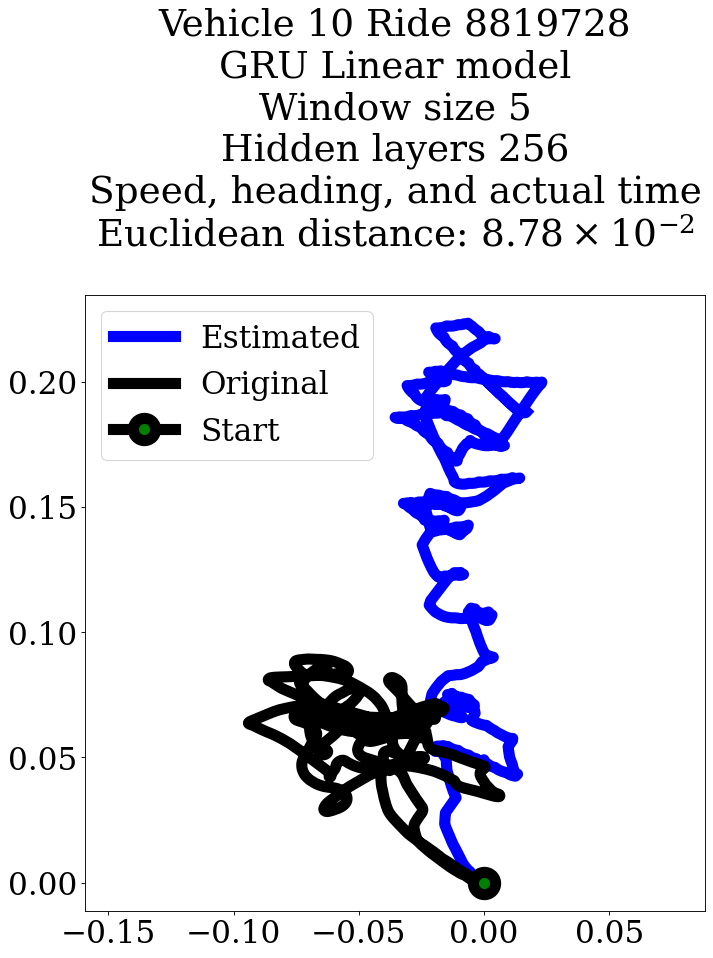 Vehicle 10 Ride 8819728
GRU Linear model
Window size 5
Hidden layers 256
Speed, heading, and actual time
Euclidean distance: 8.78 × 10⁻²
Estimated
Original
Start
0.20
0.15
0.10
0.05
0.00
−0.15 −0.10 −0.05 0.00 0.05